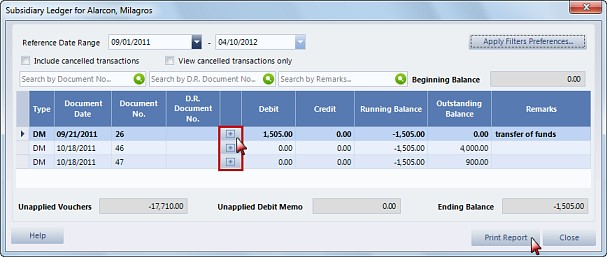 Subsidiary Ledger for Alarcon, Milagros
Reference Date Range 09/01/2011 - 04/10/2012 Apply Filters Preferences...
Include cancelled transactions View cancelled transactions only
Search by Document No... Search by D.R. Document No... Search by Remarks... Beginning Balance 0.00
Type Document Date Document No. D.R. Document No. Debit Credit Running Balance Outstanding Balance Remarks
DM 09/21/2011 26 + 1,505.00 0.00 -1,505.00 0.00 transfer of funds
DM 10/18/2011 46 + 0.00 0.00 -1,505.00 4,000.00
DM 10/18/2011 47 + 0.00 0.00 -1,505.00 900.00
Unapplied Vouchers -17,710.00 Unapplied Debit Memo 0.00 Ending Balance -1,505.00
Help Print Report Close